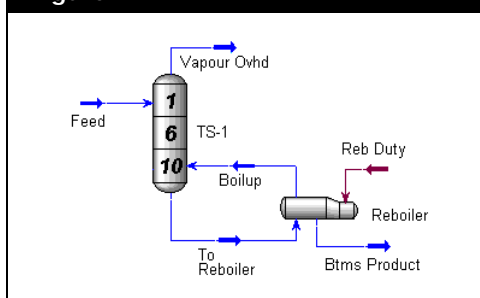 Vapour Ovhd
Feed
1
6
10
TS-1
Boilup
Reb Duty
Reboiler
To
Reboiler
Btms Product